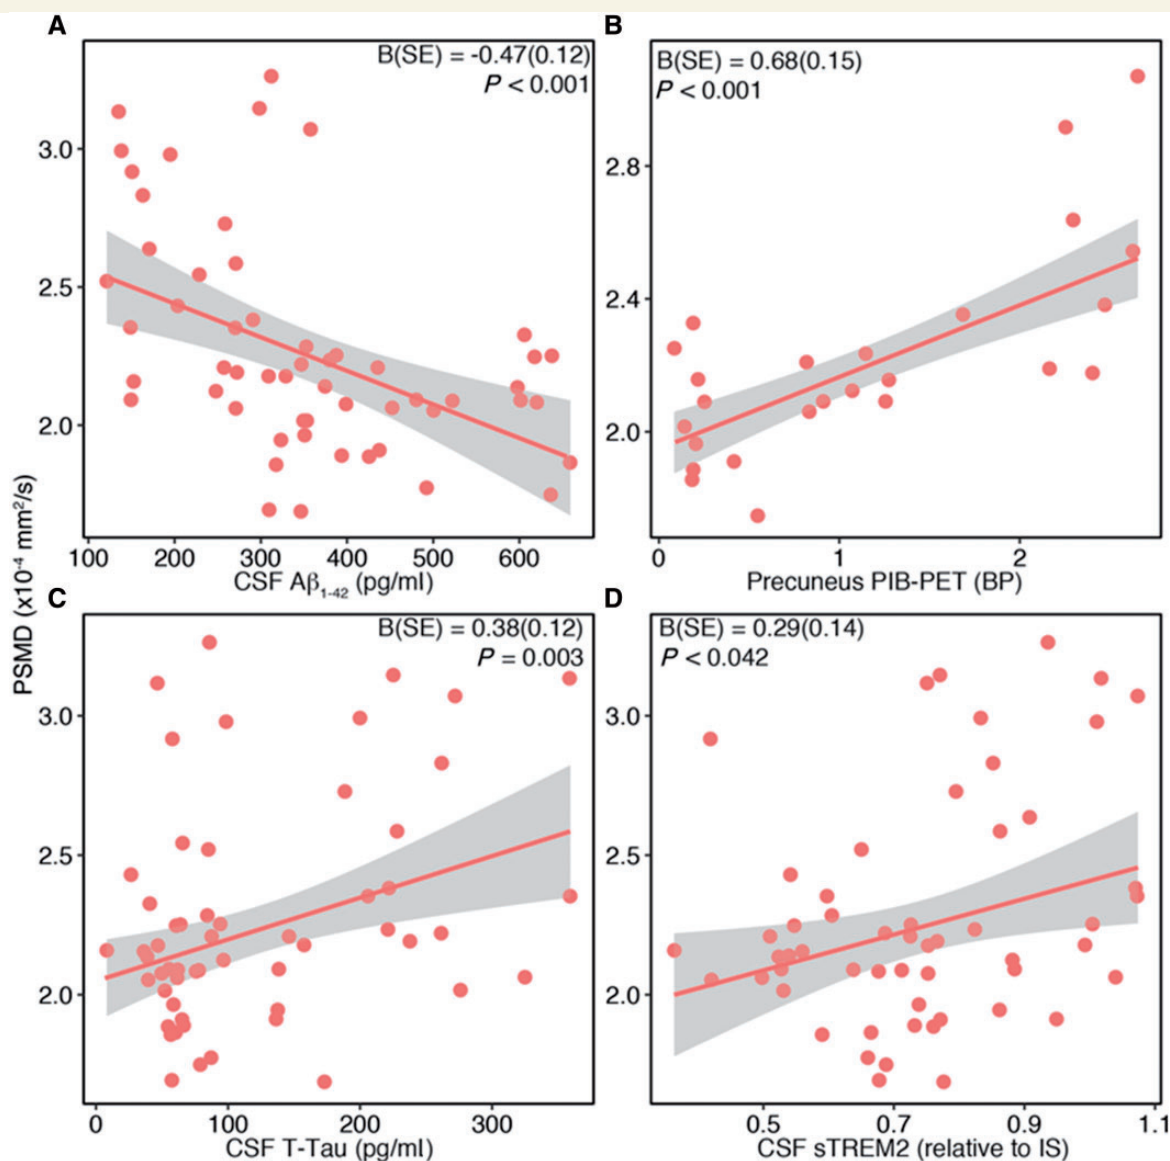 A
B(SE) = -0.47(0.12)
P < 0.001
3.0
2.5
2.0
100 200 300 400 500 600
CSF Aβ1-42 (pg/ml)
B
B(SE) = 0.68(0.15)
P < 0.001
2.8
2.4
2.0
0 1 2
Precuneus PIB-PET (BP)
PSMD (x10⁻⁴ mm²/s)
C
B(SE) = 0.38(0.12)
P = 0.003
3.0
2.5
2.0
0 100 200 300
CSF T-Tau (pg/ml)
D
B(SE) = 0.29(0.14)
P < 0.042
3.0
2.5
2.0
0.5 0.7 0.9 1.1
CSF sTREM2 (relative to IS)